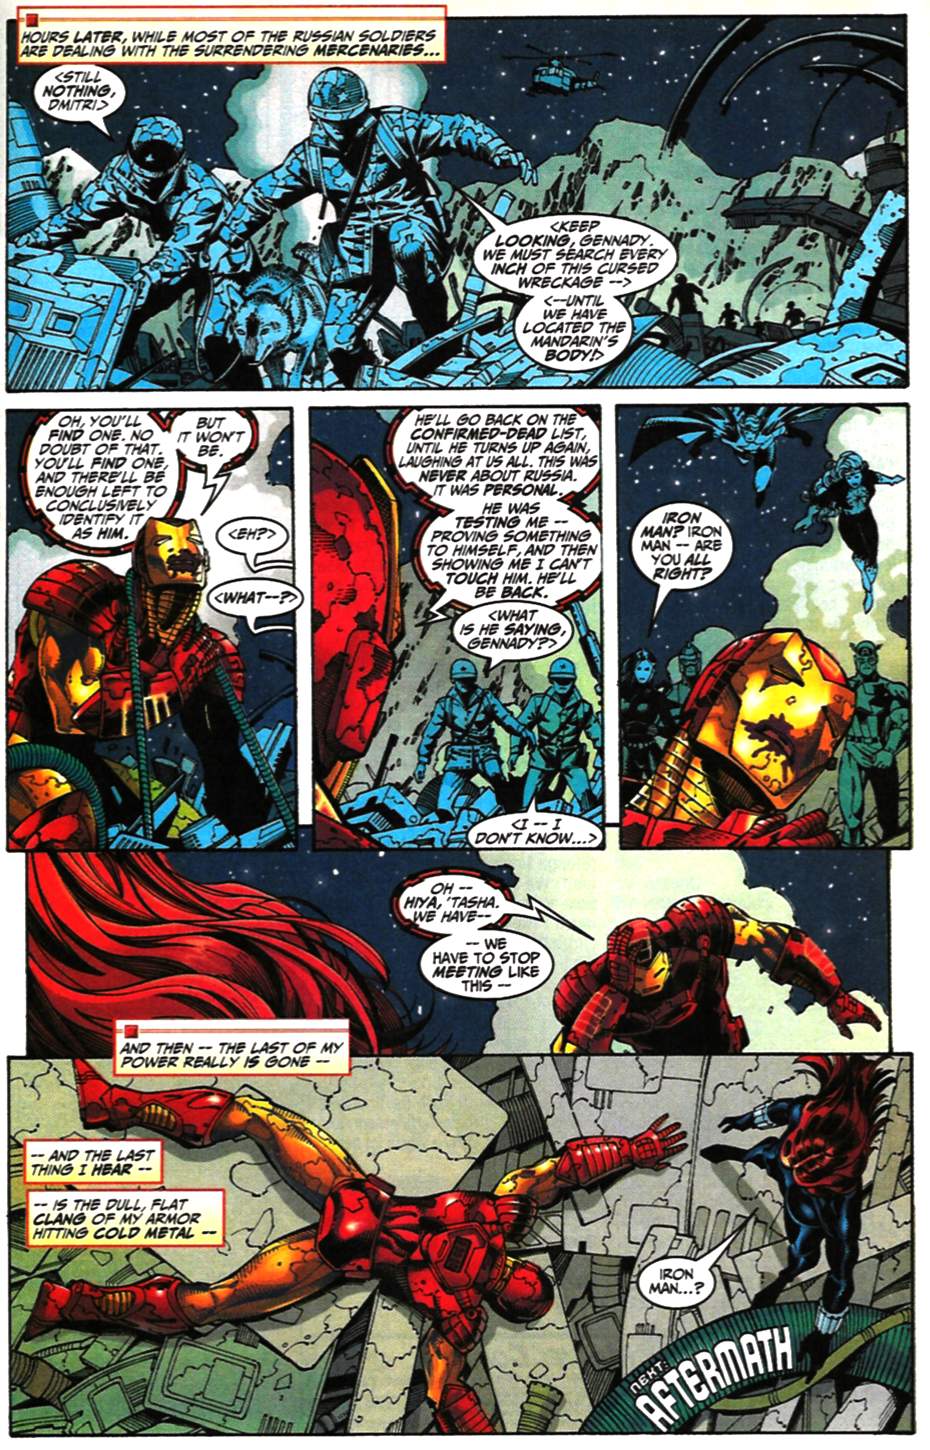 HOURS LATER, WHILE MOST OF THE RUSSIAN SOLDIERS
ARE DEALING WITH THE SURRENDERING MERCENARIES...
<STILL
NOTHING,
DMITRI>
<KEEP
LOOKING, GENNADY.
WE MUST SEARCH EVERY
INCH OF THIS CURSED
WRECKAGE -->
<--UNTIL
WE HAVE
LOCATED THE
MANDARIN'S
BODY!>
OH, YOU'LL
FIND ONE. NO
DOUBT OF THAT.
YOU'LL FIND ONE,
AND THERE'LL BE
ENOUGH LEFT TO
CONCLUSIVELY
IDENTIFY IT
AS HIM.
BUT
IT WON'T
BE.
<EH?>
<WHAT--?>
HE'LL GO BACK ON THE
CONFIRMED-DEAD LIST,
UNTIL HE TURNS UP AGAIN,
LAUGHING AT US ALL. THIS WAS
NEVER ABOUT RUSSIA.
IT WAS PERSONAL.
HE WAS
TESTING ME --
PROVING SOMETHING
TO HIMSELF, AND THEN
SHOWING ME I CAN'T
TOUCH HIM. HE'LL
BE BACK.
<WHAT
IS HE SAYING,
GENNADY?>
<I -- I
DON'T KNOW...>
IRON
MAN? IRON
MAN -- ARE
YOU ALL
RIGHT?
OH --
HIYA, 'TASHA.
WE HAVE--
-- WE
HAVE TO STOP
MEETING LIKE
THIS --
AND THEN -- THE LAST OF MY
POWER REALLY IS GONE --
-- AND THE LAST
THING I HEAR --
-- IS THE DULL, FLAT
CLANG OF MY ARMOR
HITTING COLD METAL --
IRON
MAN...?
NEXT:
AFTERMATH